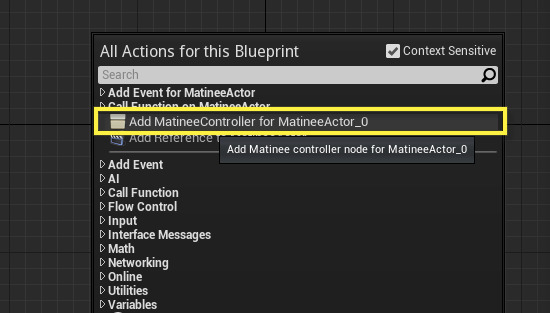 All Actions for this Blueprint
Context Sensitive
Search
Add Event for MatineeActor
Call Function on MatineeActor
Add MatineeController for MatineeActor_0
Add Reference to
Add Matinee controller node for MatineeActor_0
Add Event
AI
Call Function
Flow Control
Input
Interface Messages
Math
Networking
Online
Utilities
Variables